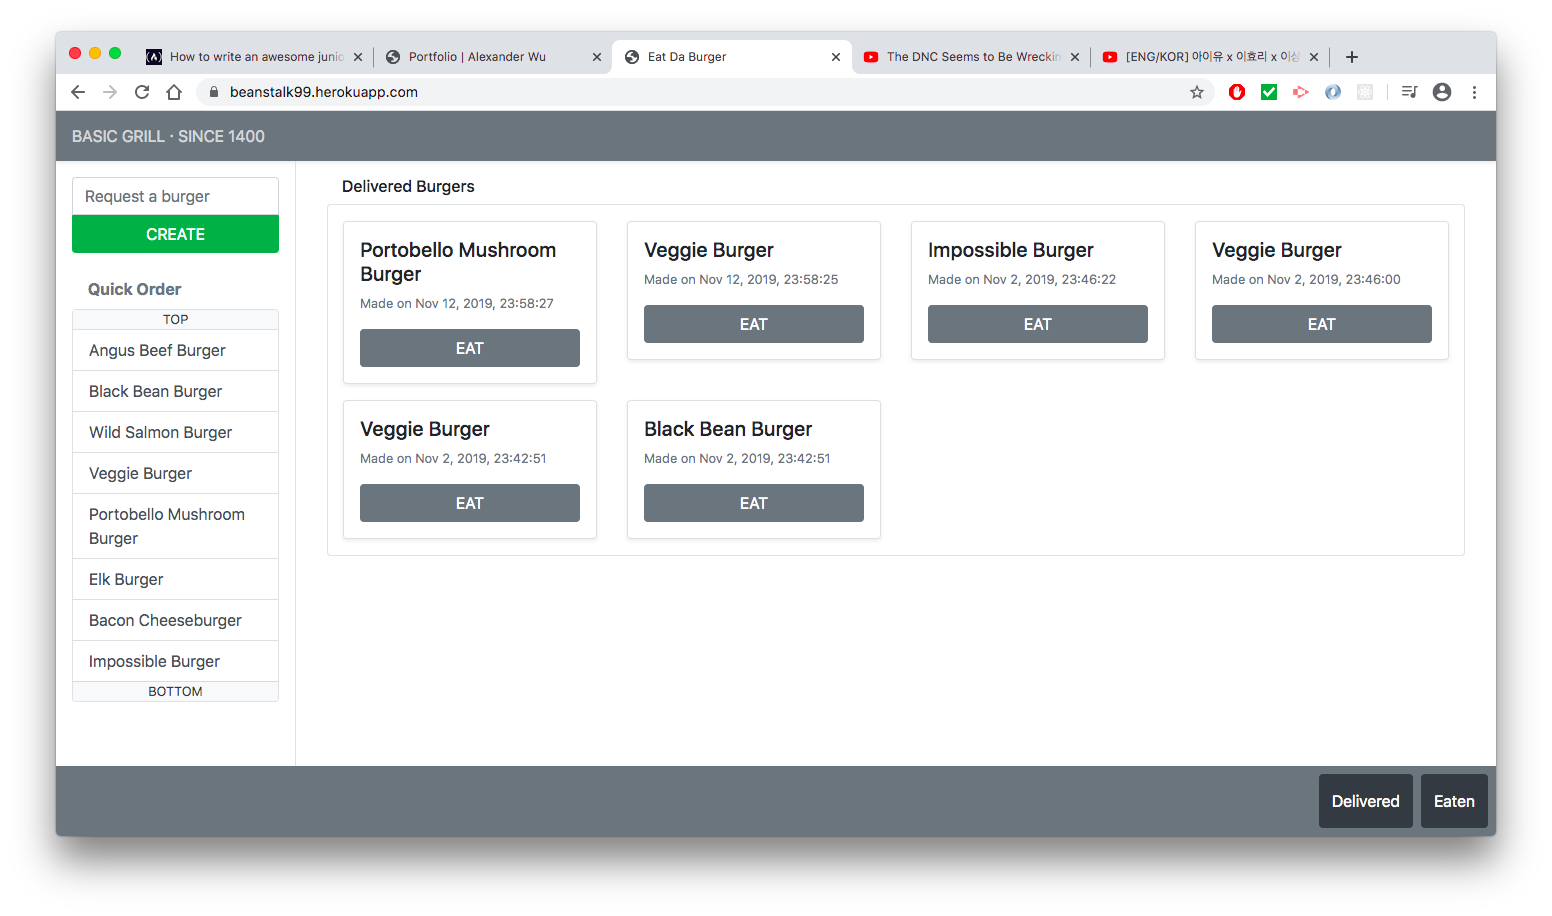 How to write an awesome junio
Portfolio | Alexander Wu
Eat Da Burger
The DNC Seems to Be Wreckin
[ENG/KOR] 아이유 x 이효리 x 이상
beanstalk99.herokuapp.com
BASIC GRILL · SINCE 1400
Request a burger
CREATE
Quick Order
TOP
Angus Beef Burger
Black Bean Burger
Wild Salmon Burger
Veggie Burger
Portobello Mushroom
Burger
Elk Burger
Bacon Cheeseburger
Impossible Burger
BOTTOM
Delivered Burgers
Portobello Mushroom
Burger
Made on Nov 12, 2019, 23:58:27
EAT
Veggie Burger
Made on Nov 12, 2019, 23:58:25
EAT
Impossible Burger
Made on Nov 2, 2019, 23:46:22
EAT
Veggie Burger
Made on Nov 2, 2019, 23:46:00
EAT
Veggie Burger
Made on Nov 2, 2019, 23:42:51
EAT
Black Bean Burger
Made on Nov 2, 2019, 23:42:51
EAT
Delivered
Eaten